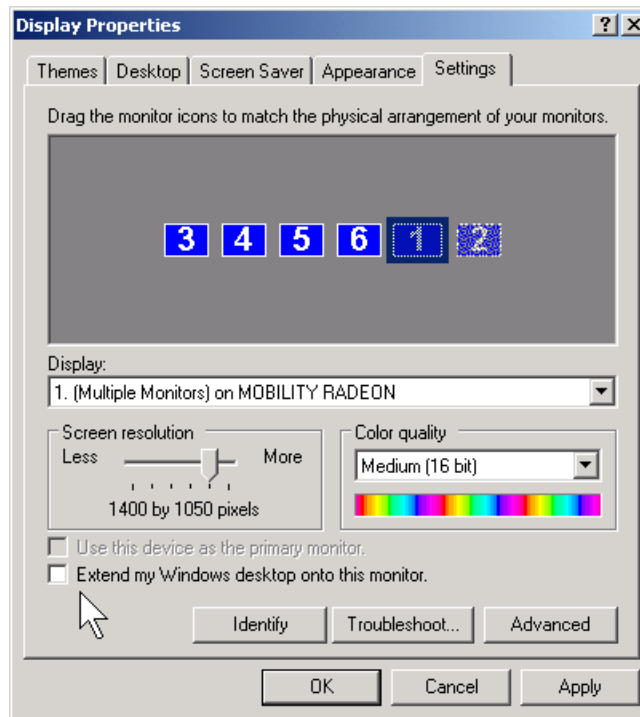 Display Properties
Themes Desktop Screen Saver Appearance Settings
Drag the monitor icons to match the physical arrangement of your monitors.
3 4 5 6 1 2
Display:
1. (Multiple Monitors) on MOBILITY RADEON
Screen resolution
Less More
1400 by 1050 pixels
Color quality
Medium (16 bit)
Use this device as the primary monitor.
Extend my Windows desktop onto this monitor.
Identify Troubleshoot... Advanced
OK Cancel Apply